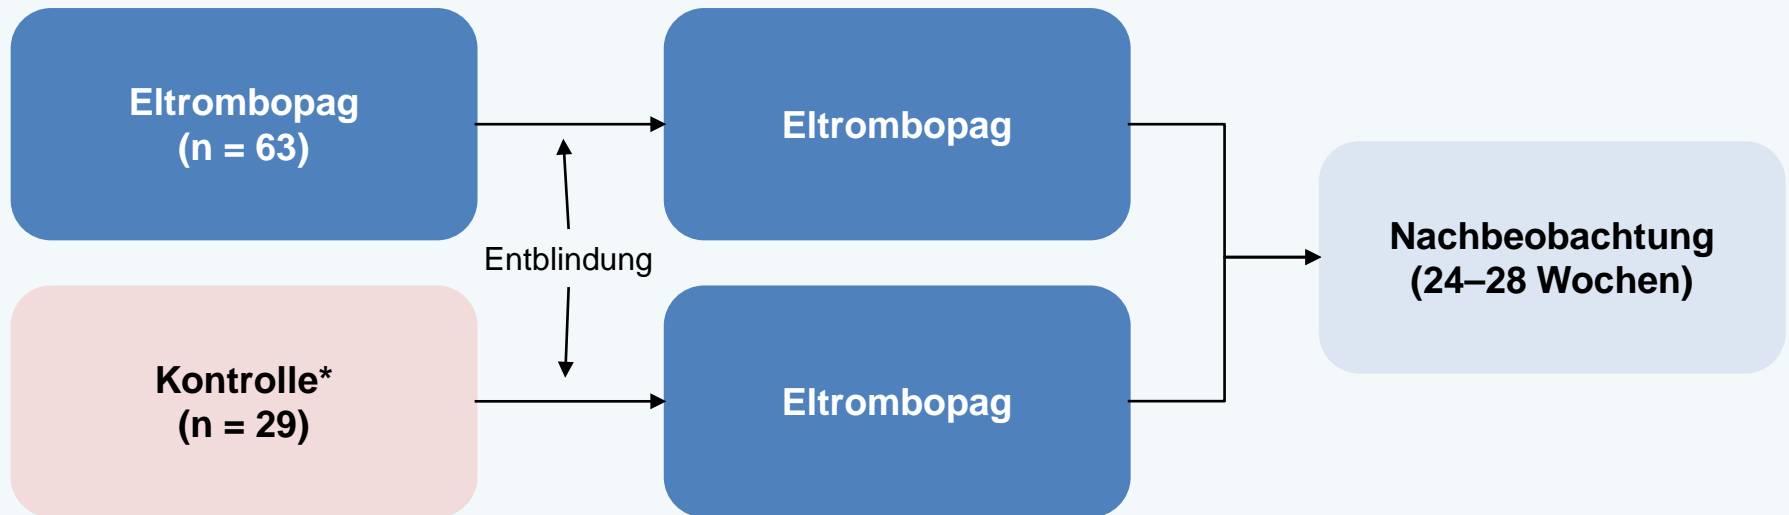 Eltrombopag
(n = 63)
Eltrombopag
Entblindung
Nachbeobachtung
(24–28 Wochen)
Kontrolle*
(n = 29)
Eltrombopag